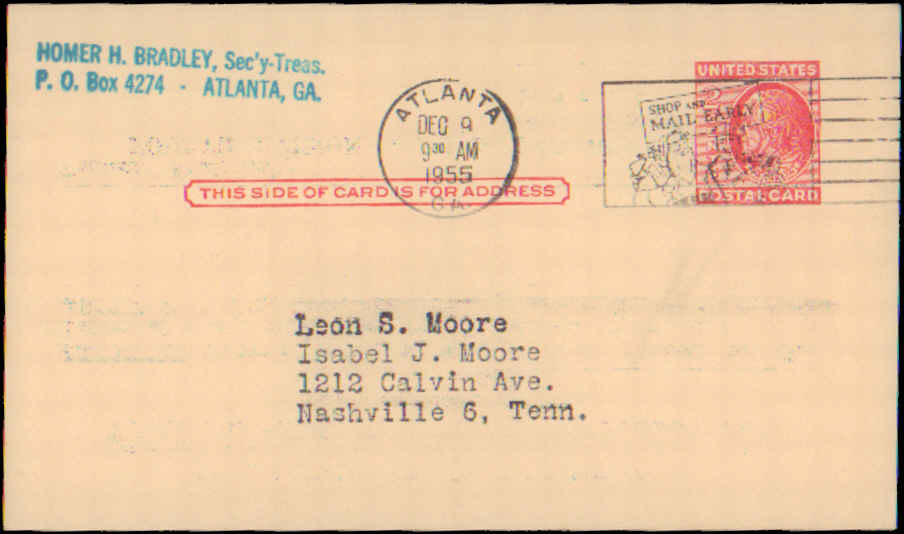 HOMER H. BRADLEY, Sec'y-Treas.
P. O. Box 4274 - ATLANTA, GA.
ATLANTA
DEC 9
9 30 AM
1955
GA.
SHOP AND
MAIL EARLY
UNITED STATES
POSTAL CARD
THIS SIDE OF CARD IS FOR ADDRESS
Leon S. Moore
Isabel J. Moore
1212 Calvin Ave.
Nashville 6, Tenn.